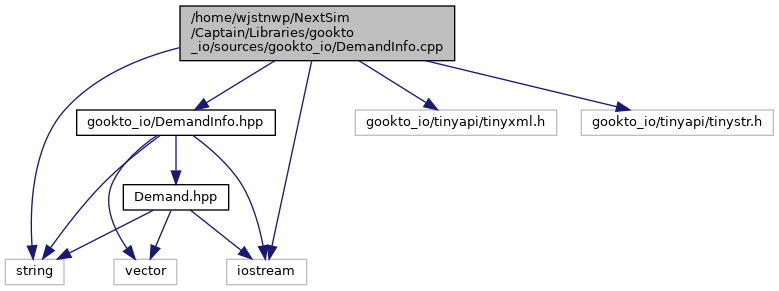 /home/wjstnwp/NextSim
/Captain/Libraries/gookto
_io/sources/gookto_io/DemandInfo.cpp
gookto_io/DemandInfo.hpp
gookto_io/tinyapi/tinyxml.h
gookto_io/tinyapi/tinystr.h
Demand.hpp
string
vector
iostream